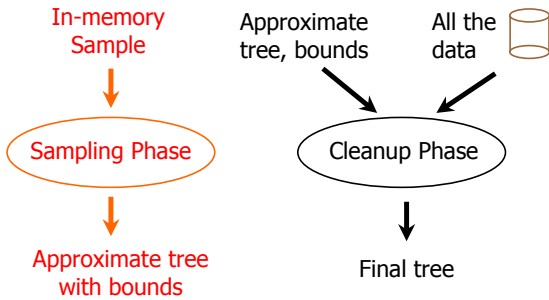 In-memory
Sample
Sampling Phase
Approximate tree
with bounds
Approximate
tree, bounds
All the
data
Cleanup Phase
Final tree